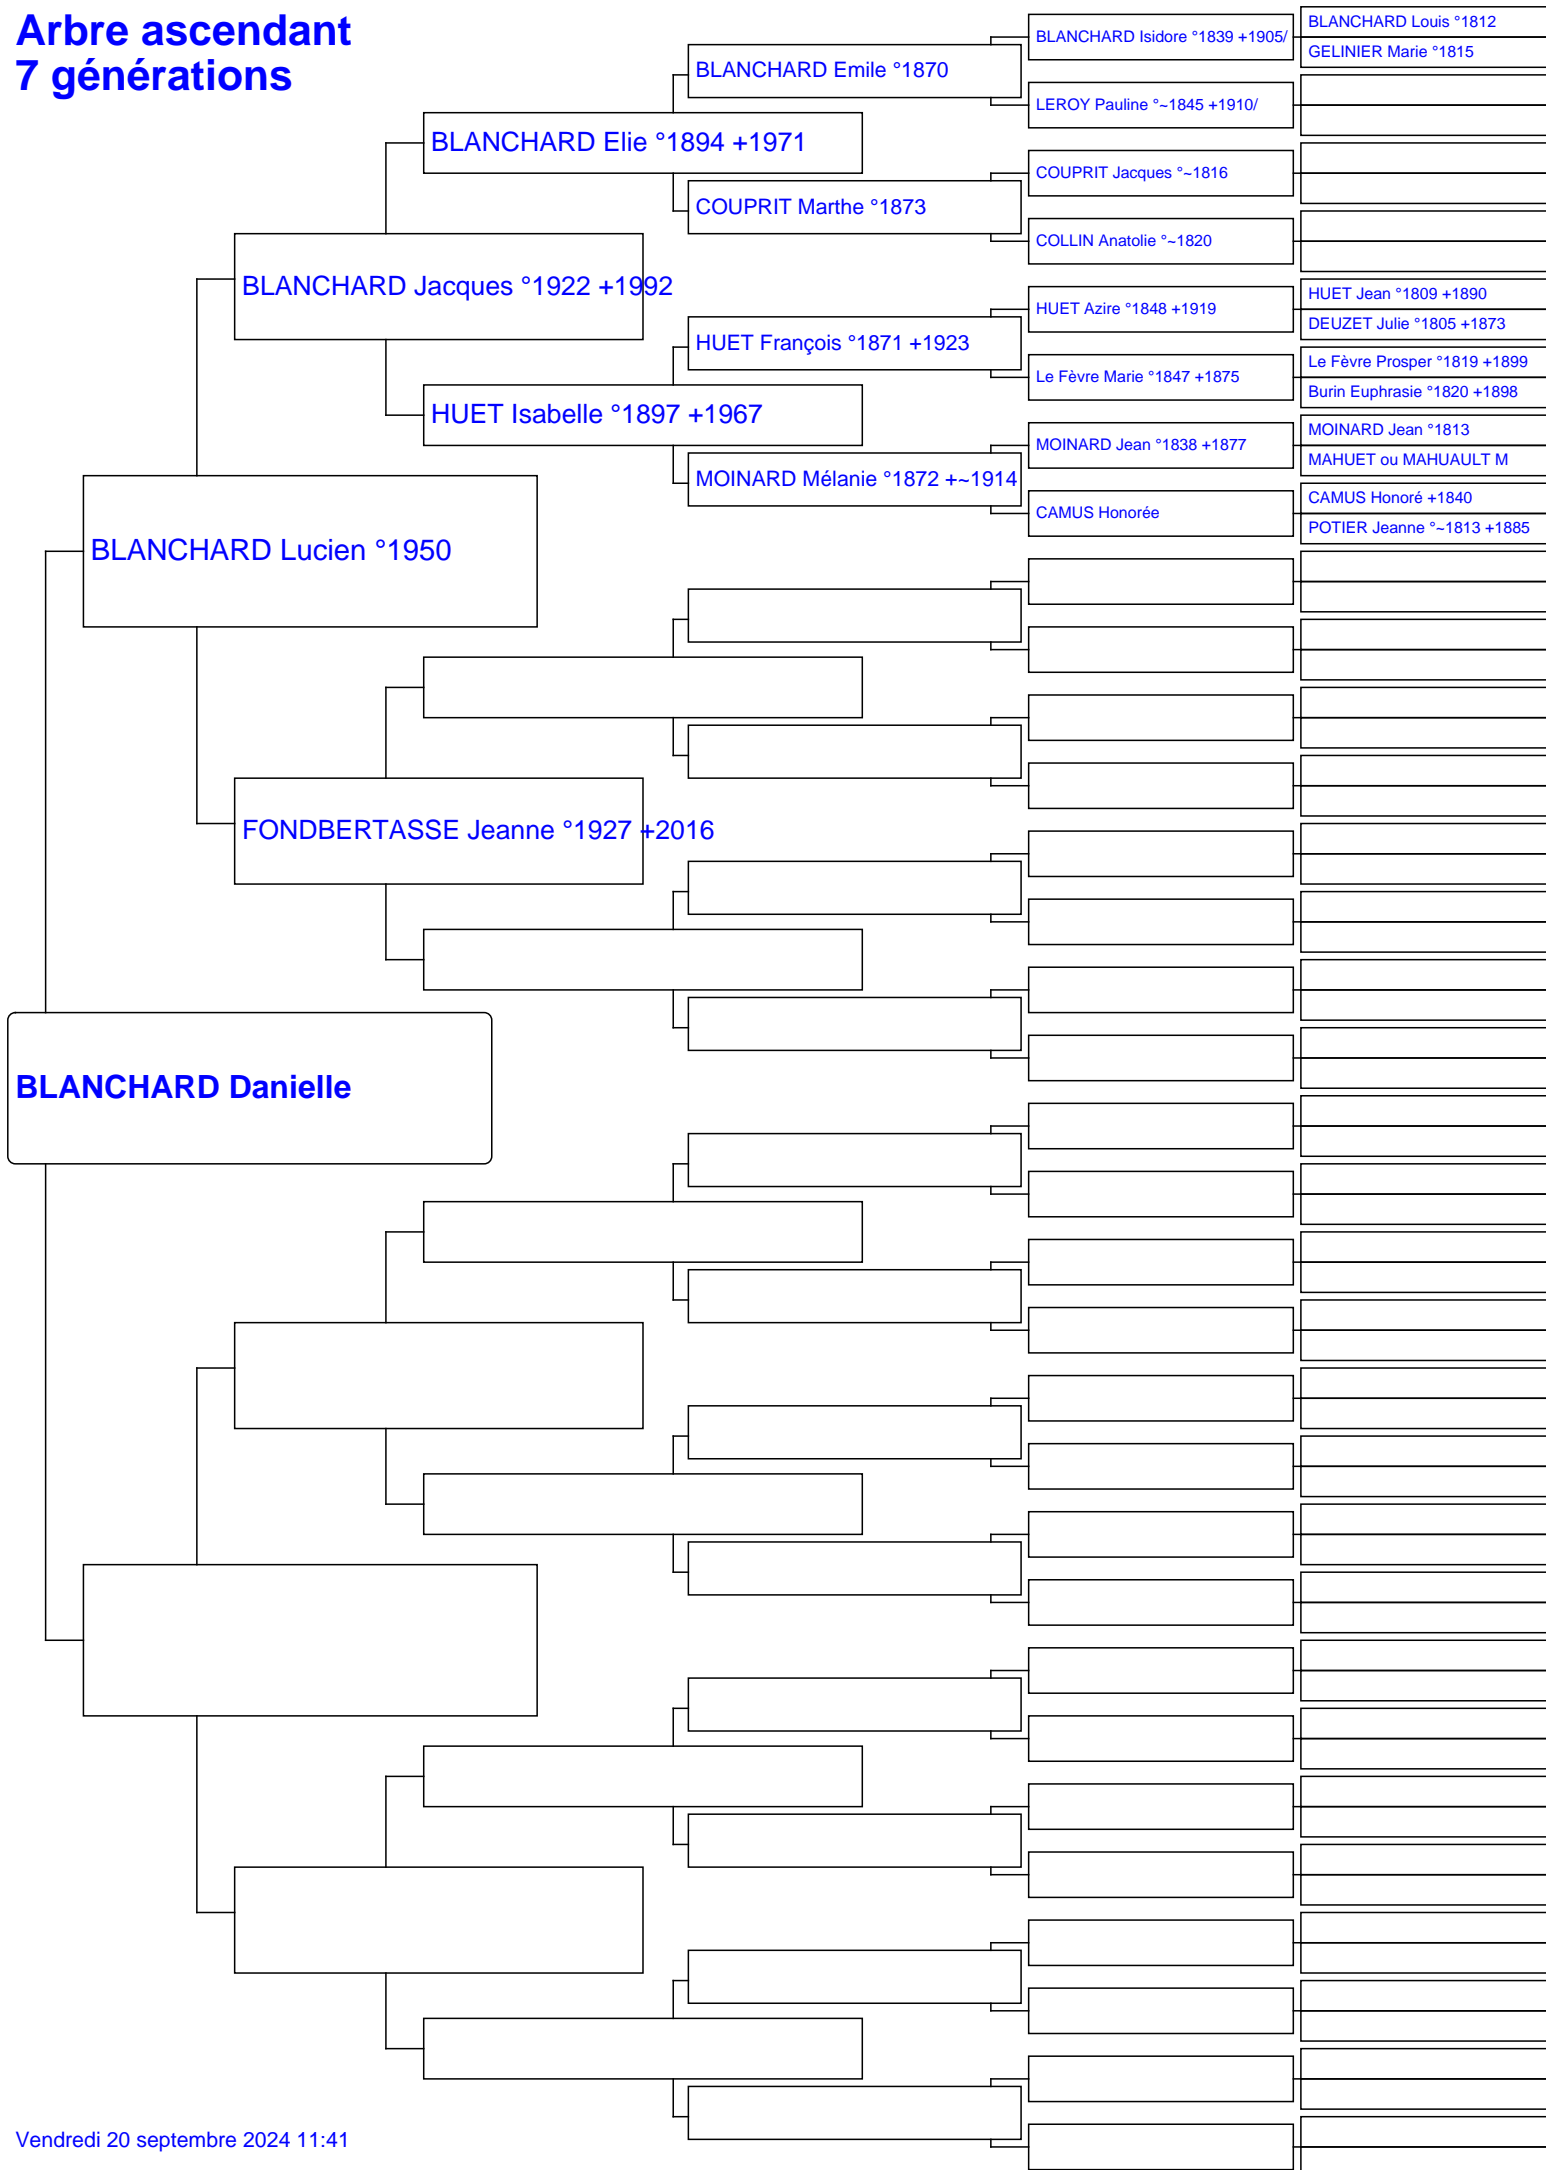 Arbre ascendant
7 générations
BLANCHARD Danielle
BLANCHARD Lucien °1950
BLANCHARD Jacques °1922 +1992
FONDBERTASSE Jeanne °1927 +2016
BLANCHARD Elie °1894 +1971
HUET Isabelle °1897 +1967
BLANCHARD Emile °1870
COUPRIT Marthe °1873
HUET François °1871 +1923
MOINARD Mélanie °1872 +~1914
BLANCHARD Isidore °1839 +1905/
LEROY Pauline °~1845 +1910/
COUPRIT Jacques °~1816
COLLIN Anatolie °~1820
HUET Azire °1848 +1919
Le Fèvre Marie °1847 +1875
MOINARD Jean °1838 +1877
CAMUS Honorée
BLANCHARD Louis °1812
GELINIER Marie °1815
HUET Jean °1809 +1890
DEUZET Julie °1805 +1873
Le Fèvre Prosper °1819 +1899
Burin Euphrasie °1820 +1898
MOINARD Jean °1813
MAHUET ou MAHUAULT M
CAMUS Honoré +1840
POTIER Jeanne °~1813 +1885
Vendredi 20 septembre 2024 11:41